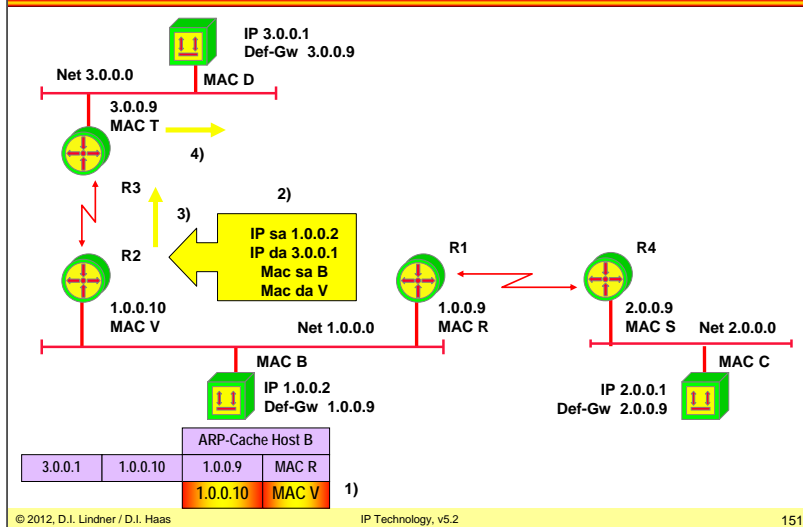 IP 3.0.0.1
Def-Gw 3.0.0.9
Net 3.0.0.0
MAC D
3.0.0.9
MAC T
4)
R3
2)
3)
IP sa 1.0.0.2
IP da 3.0.0.1
Mac sa B
Mac da V
R2
R1
R4
1.0.0.10
MAC V
1.0.0.9
MAC R
2.0.0.9
MAC S
Net 1.0.0.0
Net 2.0.0.0
MAC B
MAC C
IP 1.0.0.2
Def-Gw 1.0.0.9
IP 2.0.0.1
Def-Gw 2.0.0.9
ARP-Cache Host B
3.0.0.1 1.0.0.10 1.0.0.9 MAC R
1.0.0.10 MAC V 1)
© 2012, D.I. Lindner / D.I. Haas IP Technology, v5.2 151